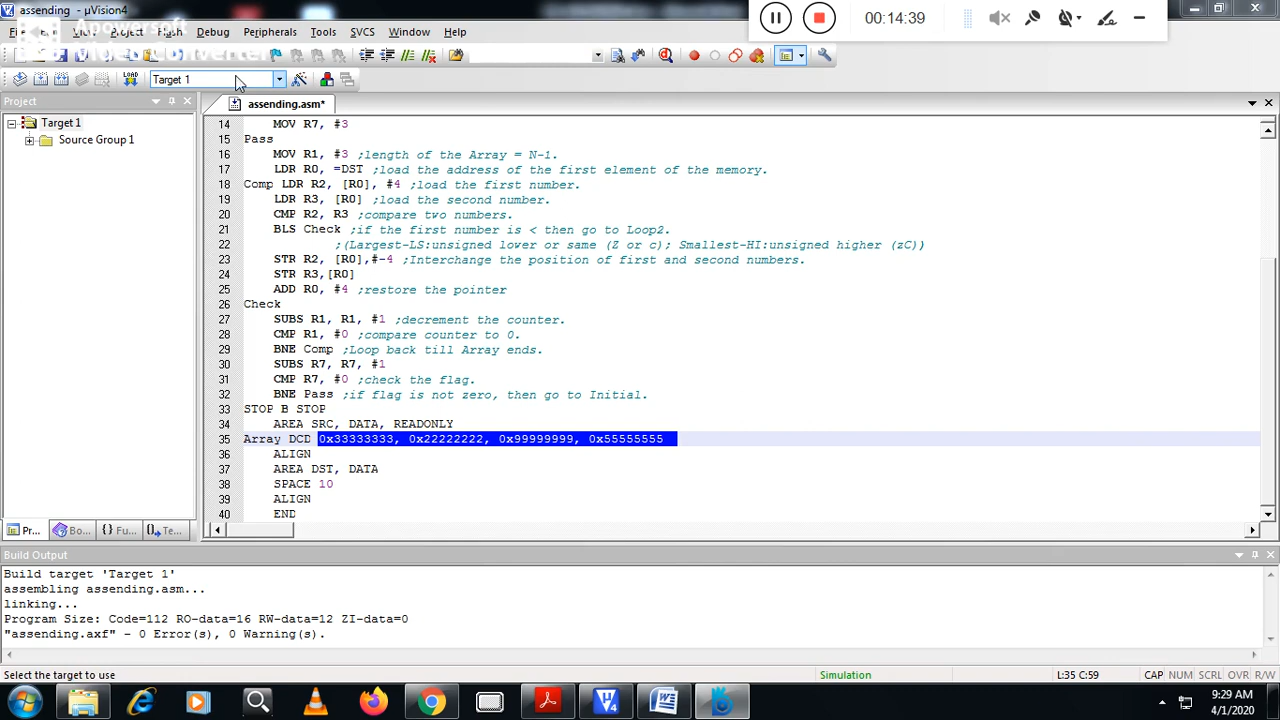 assending - µVision4
Apowersoft
00:14:39
Project Debug Peripherals Tools SVCS Window Help
Target 1
Project
assending.asm*
Target 1
Source Group 1
14 MOV R7, #3
15 Pass
16 MOV R1, #3 ;length of the Array = N-1.
17 LDR R0, =DST ;load the address of the first element of the memory.
18 Comp LDR R2, [R0], #4 ;load the first number.
19 LDR R3, [R0] ;load the second number.
20 CMP R2, R3 ;compare two numbers.
21 BLS Check ;if the first number is < then go to Loop2.
22 ;(Largest-LS:unsigned lower or same (Z or c); Smallest-HI:unsigned higher (zC))
23 STR R2, [R0],#-4 ;Interchange the position of first and second numbers.
24 STR R3,[R0]
25 ADD R0, #4 ;restore the pointer
26 Check
27 SUBS R1, R1, #1 ;decrement the counter.
28 CMP R1, #0 ;compare counter to 0.
29 BNE Comp ;Loop back till Array ends.
30 SUBS R7, R7, #1
31 CMP R7, #0 ;check the flag.
32 BNE Pass ;if flag is not zero, then go to Initial.
33 STOP B STOP
34 AREA SRC, DATA, READONLY
35 Array DCD 0x33333333, 0x22222222, 0x99999999, 0x55555555
36 ALIGN
37 AREA DST, DATA
38 SPACE 10
39 ALIGN
40 END
Pr... Bo... {} Fu... Te...
Build Output
Build target 'Target 1'
assembling assending.asm...
linking...
Program Size: Code=112 RO-data=16 RW-data=12 ZI-data=0
"assending.axf" - 0 Error(s), 0 Warning(s).
Select the target to use
Simulation
L:35 C:59
CAP NUM SCRL OVR R/W
9:29 AM
4/1/2020